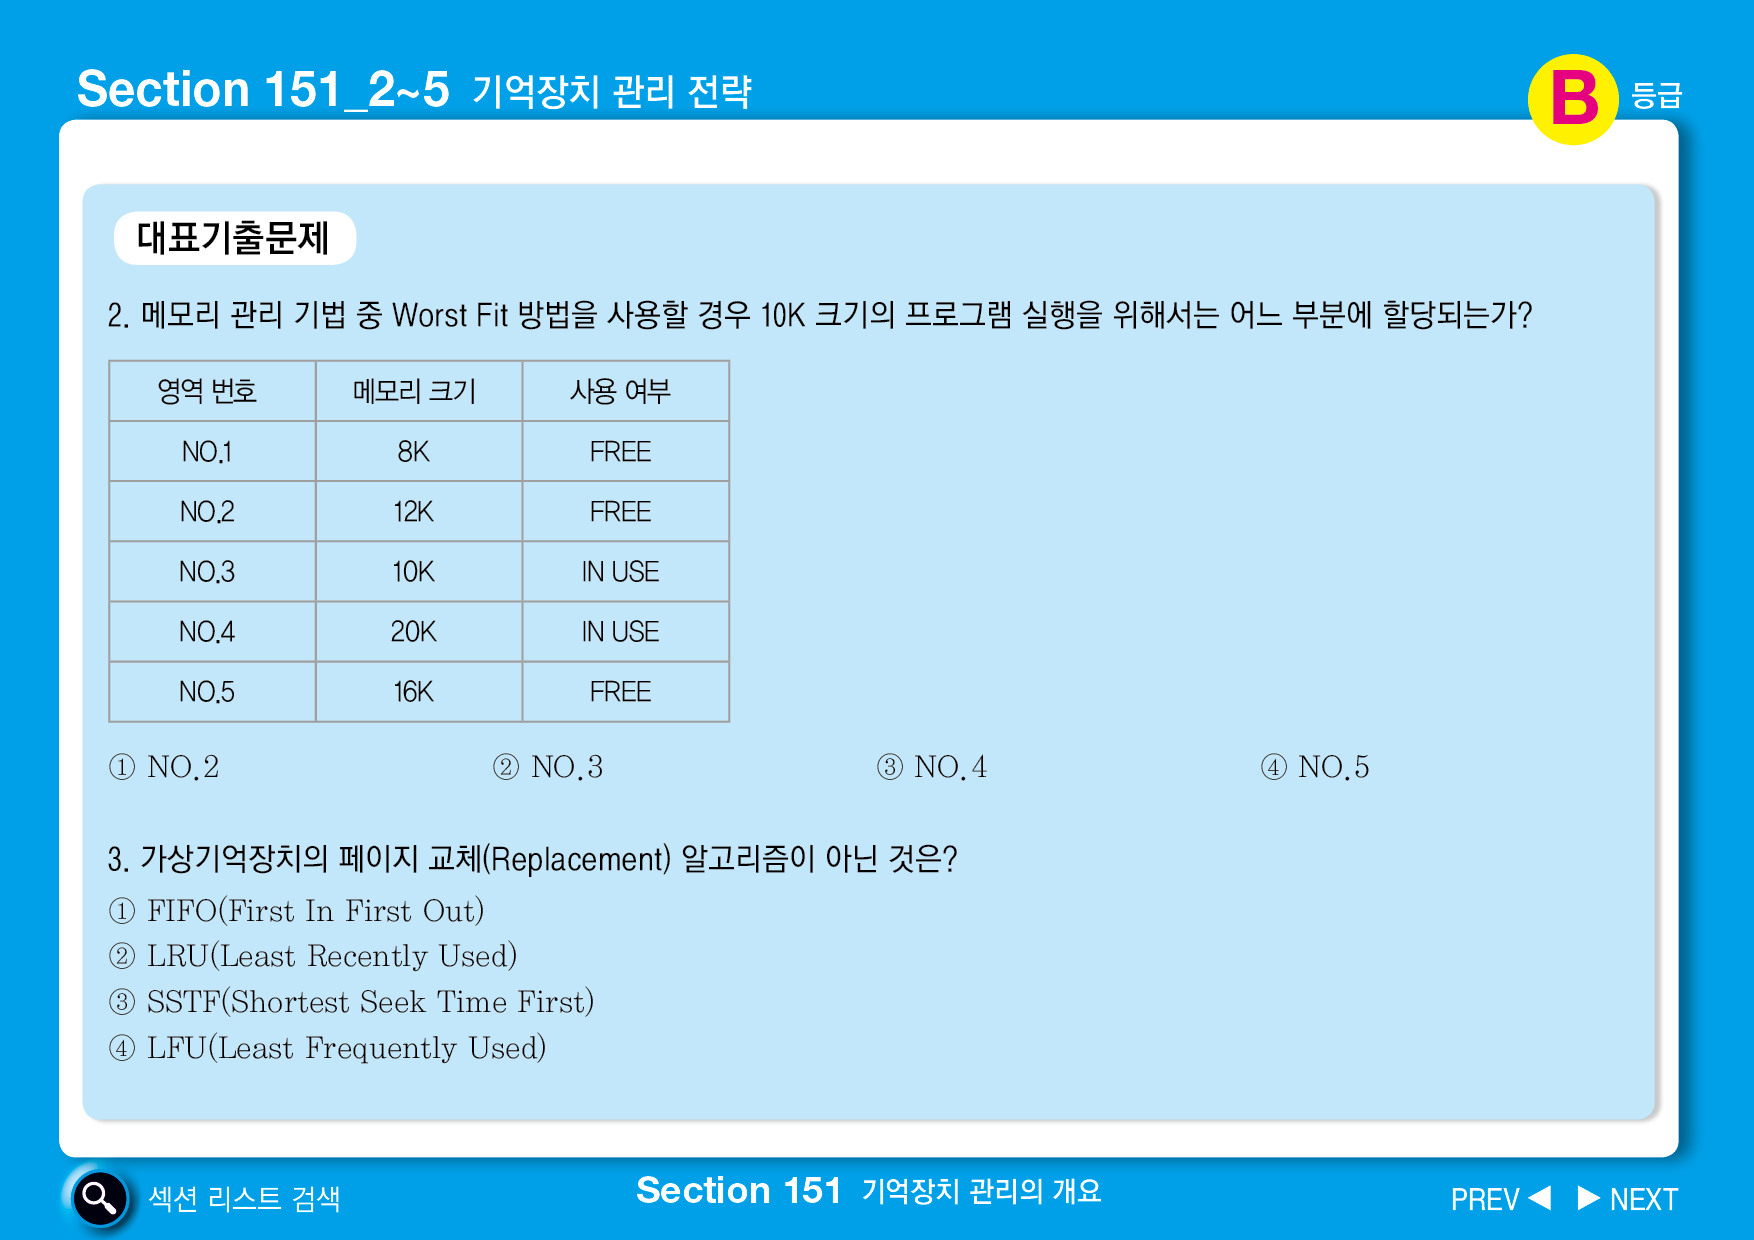 Section 151_2~5 기억장치 관리 전략
B 등급
대표기출문제
2. 메모리 관리 기법 중 Worst Fit 방법을 사용할 경우 10K 크기의 프로그램 실행을 위해서는 어느 부분에 할당되는가?
영역 번호 메모리 크기 사용 여부
NO.1 8K FREE
NO.2 12K FREE
NO.3 10K IN USE
NO.4 20K IN USE
NO.5 16K FREE
① NO.2 ② NO.3 ③ NO.4 ④ NO.5
3. 가상기억장치의 페이지 교체(Replacement) 알고리즘이 아닌 것은?
① FIFO(First In First Out)
② LRU(Least Recently Used)
③ SSTF(Shortest Seek Time First)
④ LFU(Least Frequently Used)
섹션 리스트 검색
Section 151 기억장치 관리의 개요
PREV ◀ ▶ NEXT